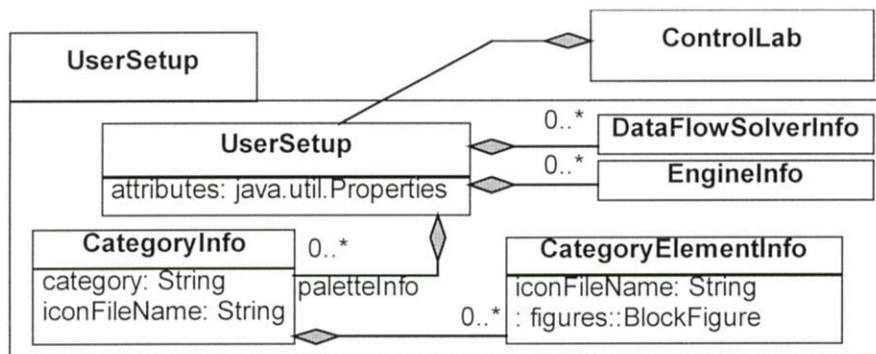 ControlLab
UserSetup
UserSetup
attributes: java.util.Properties
0..*
DataFlowSolverInfo
0..*
EngineInfo
CategoryInfo
category: String
iconFileName: String
0..*
paletteInfo
CategoryElementInfo
iconFileName: String
: figures::BlockFigure
0..*